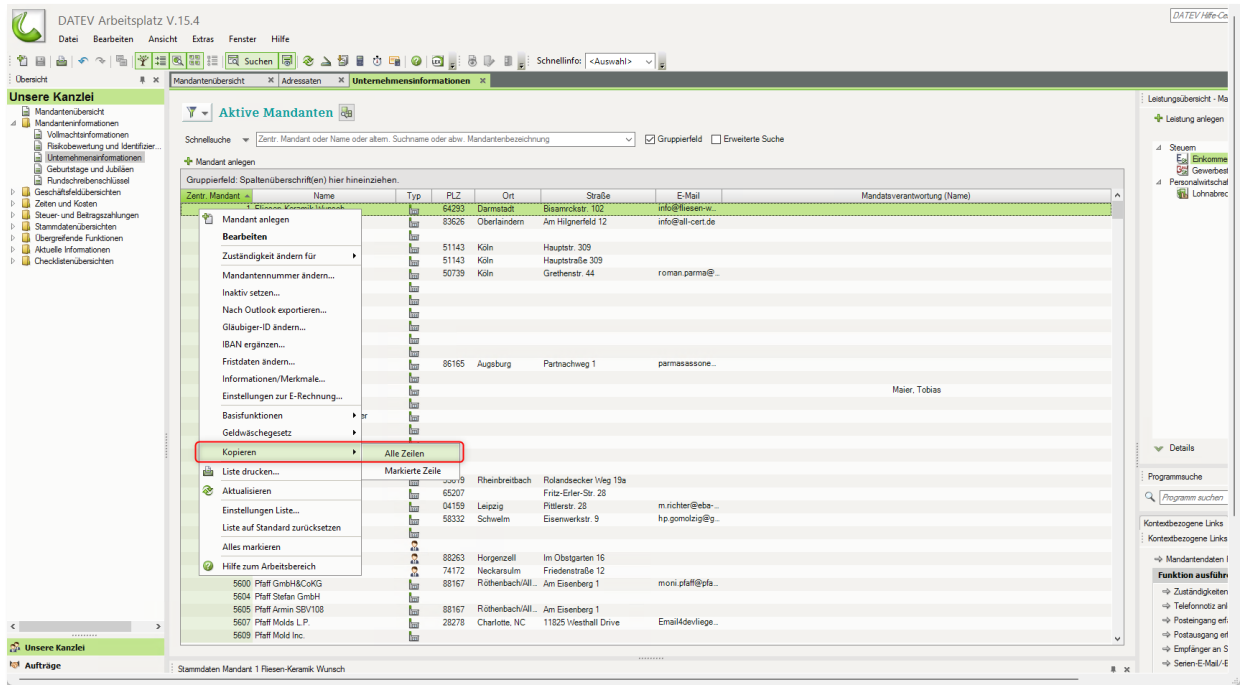 DATEV Arbeitsplatz V.15.4
DATEV Hilfe-Ce
Datei Bearbeiten Ansicht Extras Fenster Hilfe
Suchen Schnellinfo: <Auswahl>
Übersicht
Mandantenübersicht Adressaten Unternehmensinformationen
Unsere Kanzlei
Mandantenübersicht
Mandanteninformationen
Vollmachtsinformationen
Risikobewertung und Identifizier...
Unternehmensinformationen
Geburtstage und Jubiläen
Rundschreibenschlüssel
Geschäftsfeldübersichten
Zeiten und Kosten
Steuer- und Beitragszahlungen
Stammdatenübersichten
Übergreifende Funktionen
Aktuelle Informationen
Checklistenübersichten
Unsere Kanzlei
Aufträge
Aktive Mandanten
Schnellsuche Zentr. Mandant oder Name oder altern. Suchname oder abw. Mandantenbezeichnung Gruppierfeld Erweiterte Suche
Mandant anlegen
Gruppierfeld: Spaltenüberschrift(en) hier hineinziehen.
Zentr. Mandant Name Typ PLZ Ort Straße E-Mail Mandatsverantwortung (Name)
1 Fliesen-Keramik Wunsch 64293 Darmstadt Bisamrckstr. 102 info@fliesen-w...
83626 Oberlaindern Am Hilgnerfeld 12 info@all-cert.de
51143 Köln Hauptstr. 309
51143 Köln Hauptstraße 309
50739 Köln Grethenstr. 44 roman.parma@...
86165 Augsburg Partnachweg 1 parmasassone...
Maier, Tobias
er
Rheinbreitbach Rolandsecker Weg 19a
65207 Fritz-Erler-Str. 28
04159 Leipzig Pittlerstr. 28 m.richter@eba-...
58332 Schwelm Eisenwerkstr. 9 hp.gomolzig@g...
88263 Horgenzell Im Obstgarten 16
74172 Neckarsulm Friedenstraße 12
5600 Pfaff GmbH&CoKG 88167 Röthenbach/All... Am Eisenberg 1 moni.pfaff@pfa...
5604 Pfaff Stefan GmbH
5605 Pfaff Armin SBV108 88167 Röthenbach/All... Am Eisenberg 1
5607 Pfaff Molds L.P. 28278 Charlotte, NC 11825 Westhall Drive Email4devliege...
5609 Pfaff Mold Inc.
Mandant anlegen
Bearbeiten
Zuständigkeit ändern für
Mandantennummer ändern...
Inaktiv setzen...
Nach Outlook exportieren...
Gläubiger-ID ändern...
IBAN ergänzen...
Fristdaten ändern...
Informationen/Merkmale...
Einstellungen zur E-Rechnung...
Basisfunktionen
Geldwäschegesetz
Kopieren
Alle Zeilen
Markierte Zeile
Liste drucken...
Aktualisieren
Einstellungen Liste...
Liste auf Standard zurücksetzen
Alles markieren
Hilfe zum Arbeitsbereich
Stammdaten Mandant 1 Fliesen-Keramik Wunsch
Leistungsübersicht - Ma
Leistung anlegen
Steuern
Einkomme
Gewerbest
Personalwirtschaf
Lohnabrec
Details
Programmsuche
Programm suchen
Kontextbezogene Links
Kontextbezogene Links
Mandantendaten
Funktion ausführe
Zuständigkeiten
Telefonnotiz anl
Posteingang erfa
Postausgang erf
Empfänger an S
Serien-E-Mail/-E